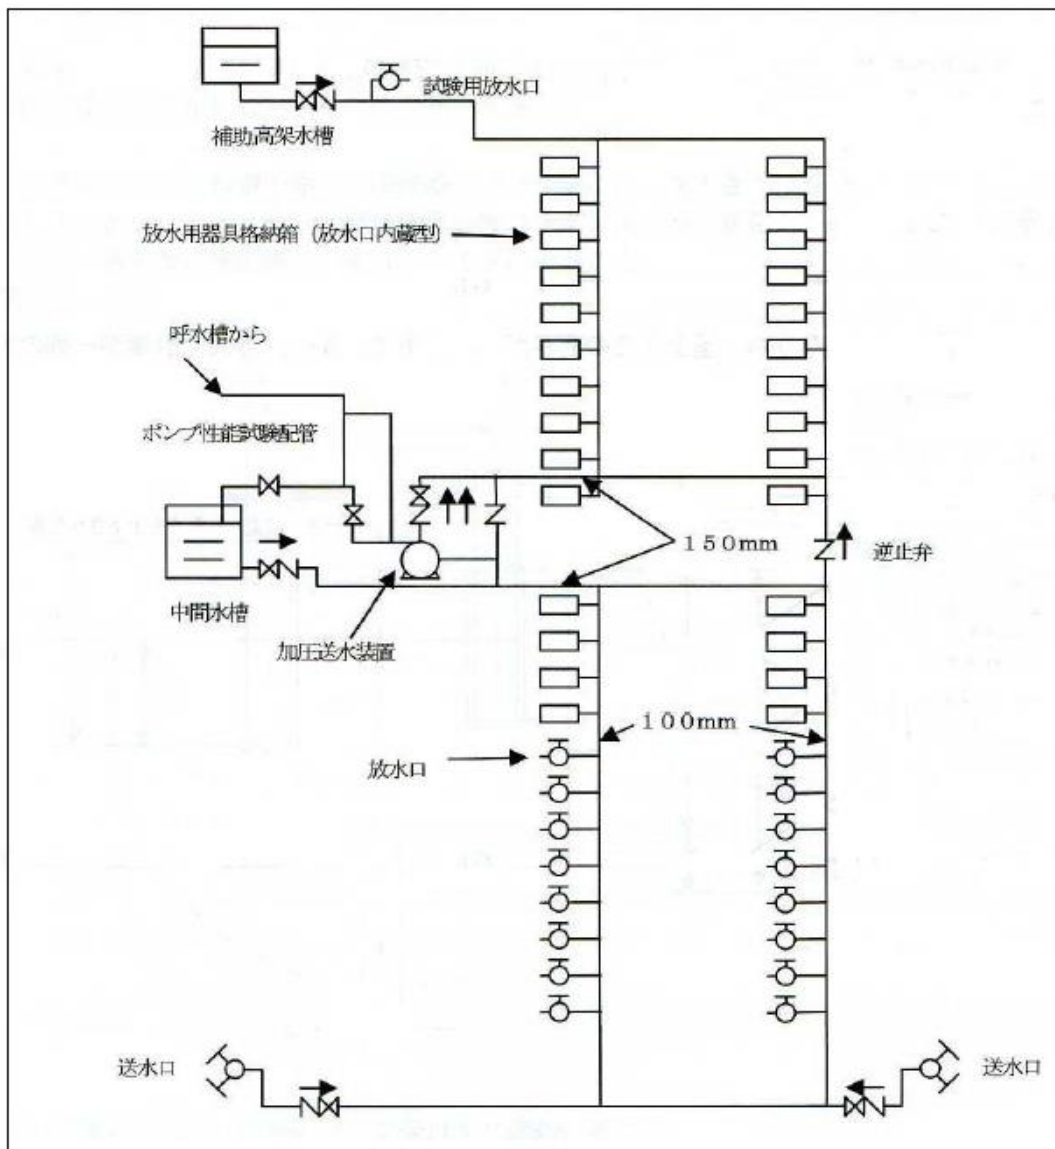 試験用放水口
補助高架水槽
放水用器具格納箱（放水口内蔵型）
呼水槽から
ポンプ性能試験配管
150mm
逆止弁
中間水槽
加圧送水装置
100mm
放水口
送水口
送水口